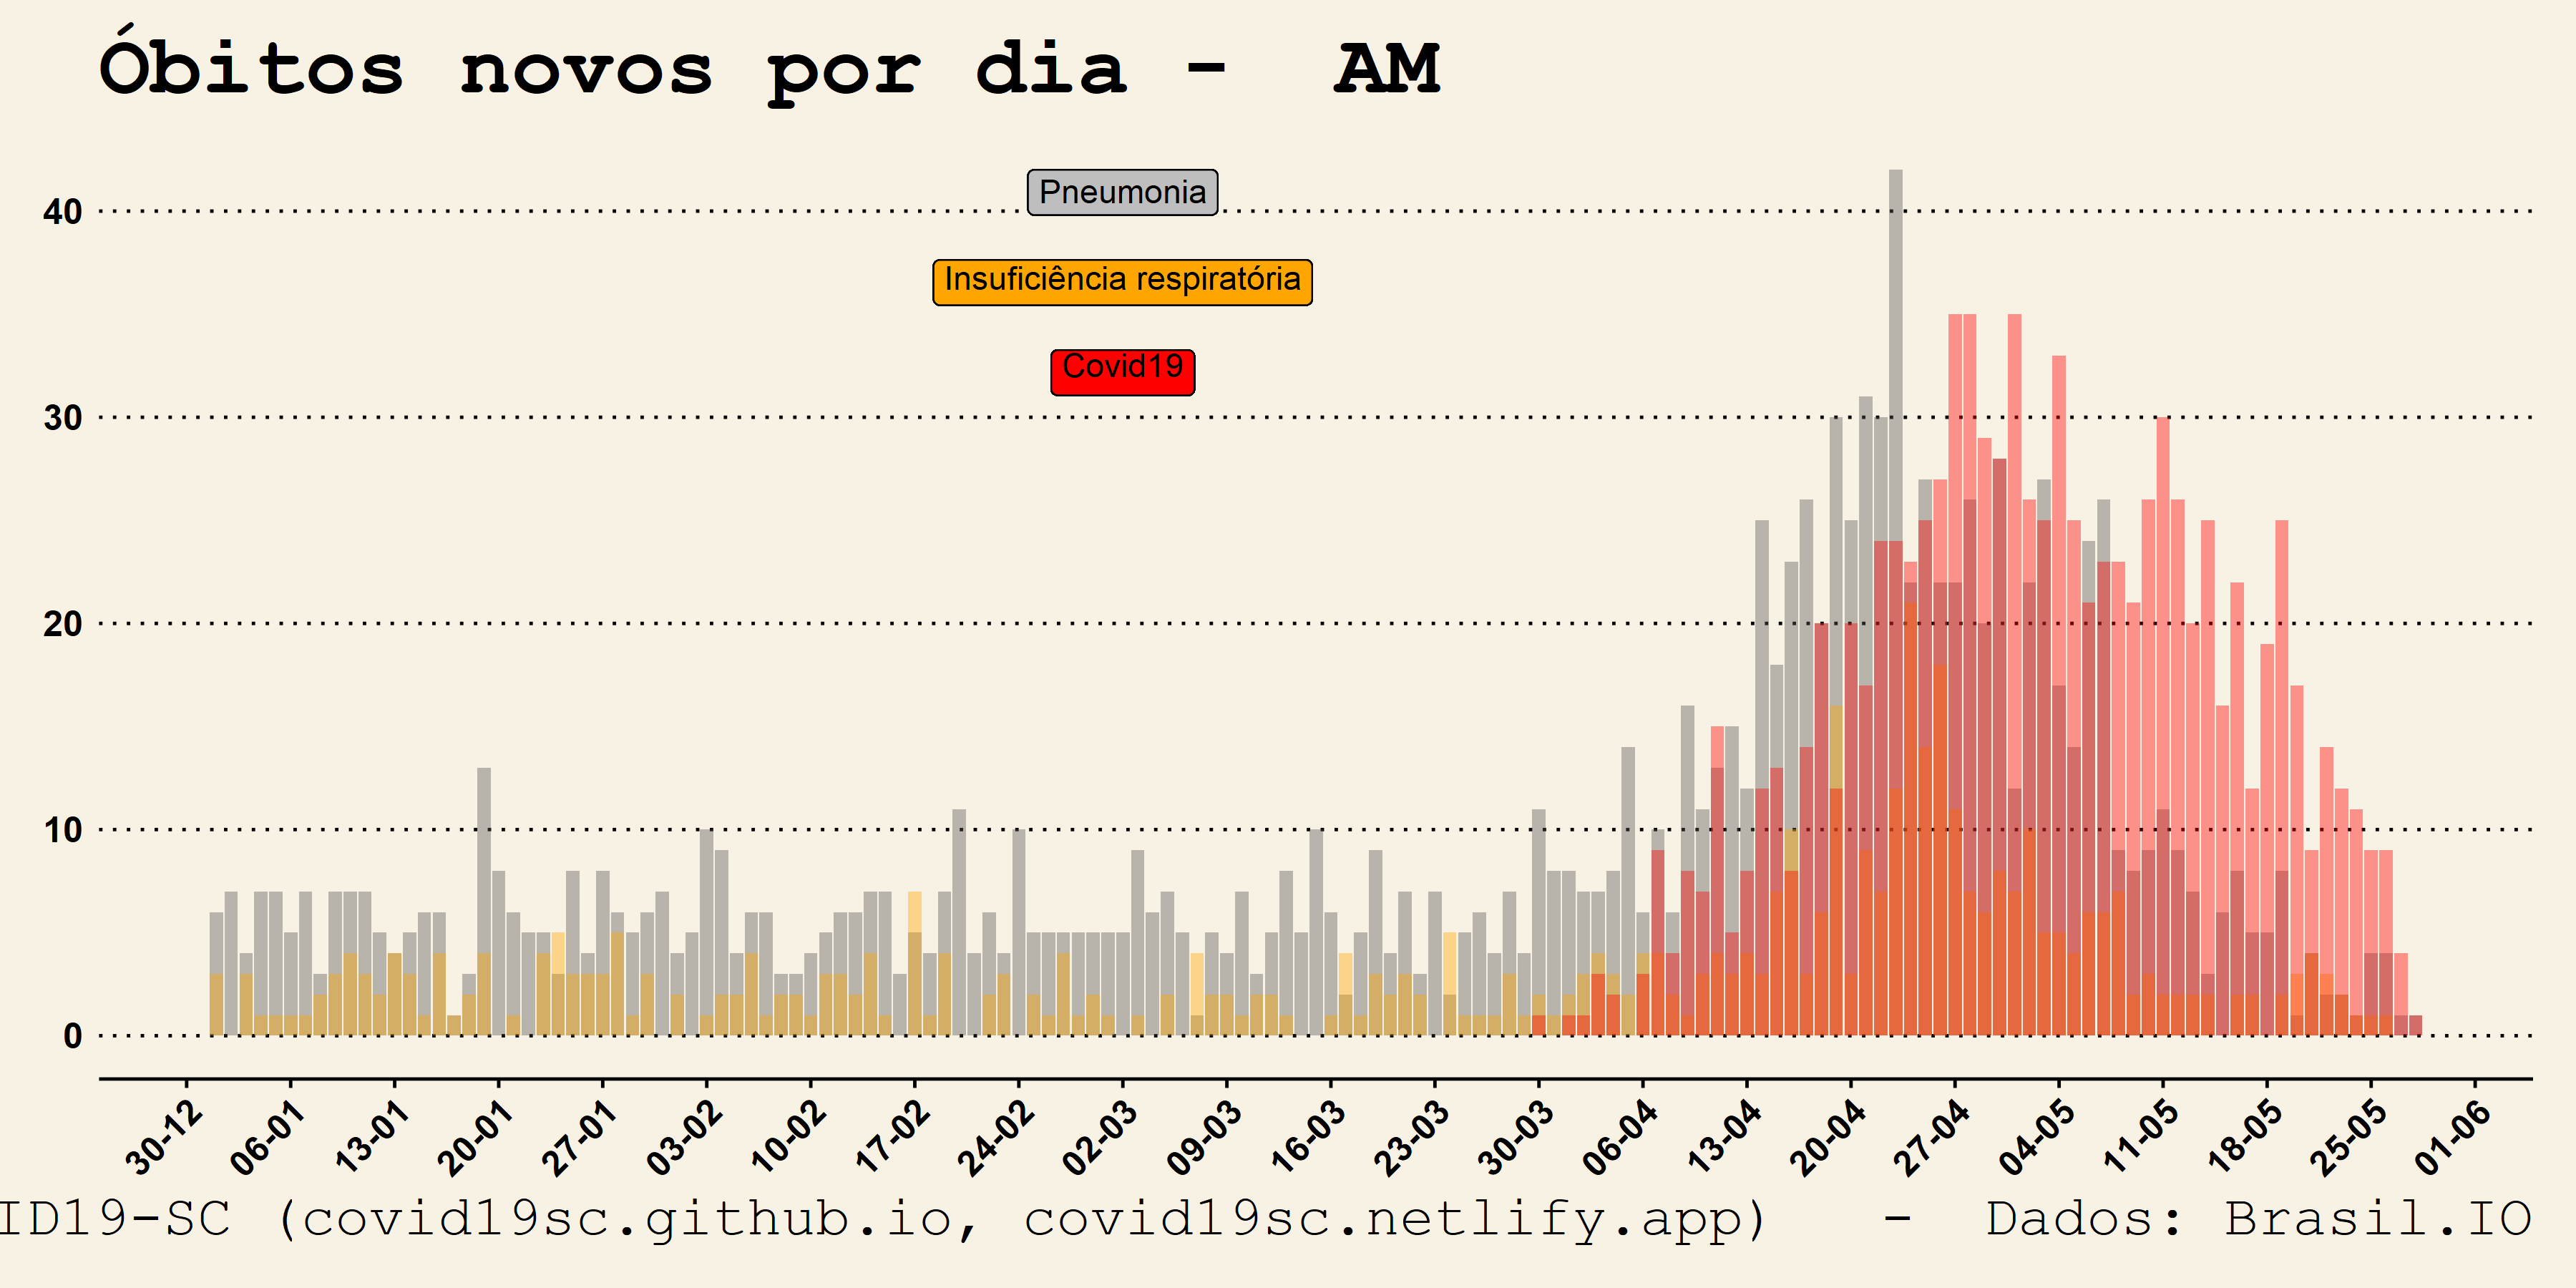 Óbitos novos por dia - AM
Pneumonia
Insuficiência respiratória
Covid19
40
30
20
10
0
30-12 06-01 13-01 20-01 27-01 03-02 10-02 17-02 24-02 02-03 09-03 16-03 23-03 30-03 06-04 13-04 20-04 27-04 04-05 11-05 18-05 25-05 01-06
ID19-SC (covid19sc.github.io, covid19sc.netlify.app) - Dados: Brasil.IO